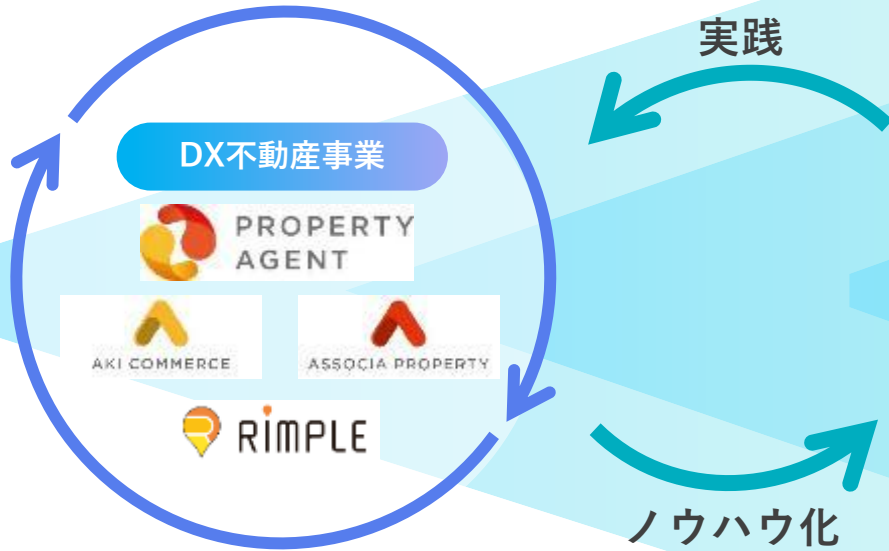 実践
DX不動産事業
PROPERTY
AGENT
AKI COMMERCE
ASSOCIA PROPERTY
RIMPLE
ノウハウ化